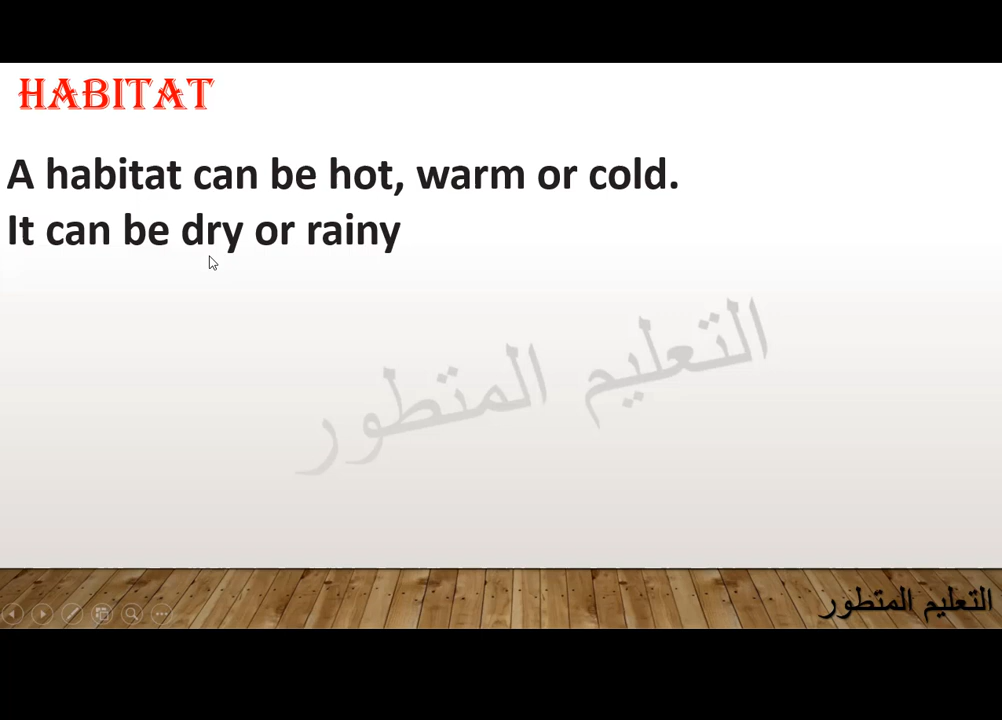 HABITAT
A habitat can be hot, warm or cold.
It can be dry or rainy
التعليم المتطور
التعليم المتطور